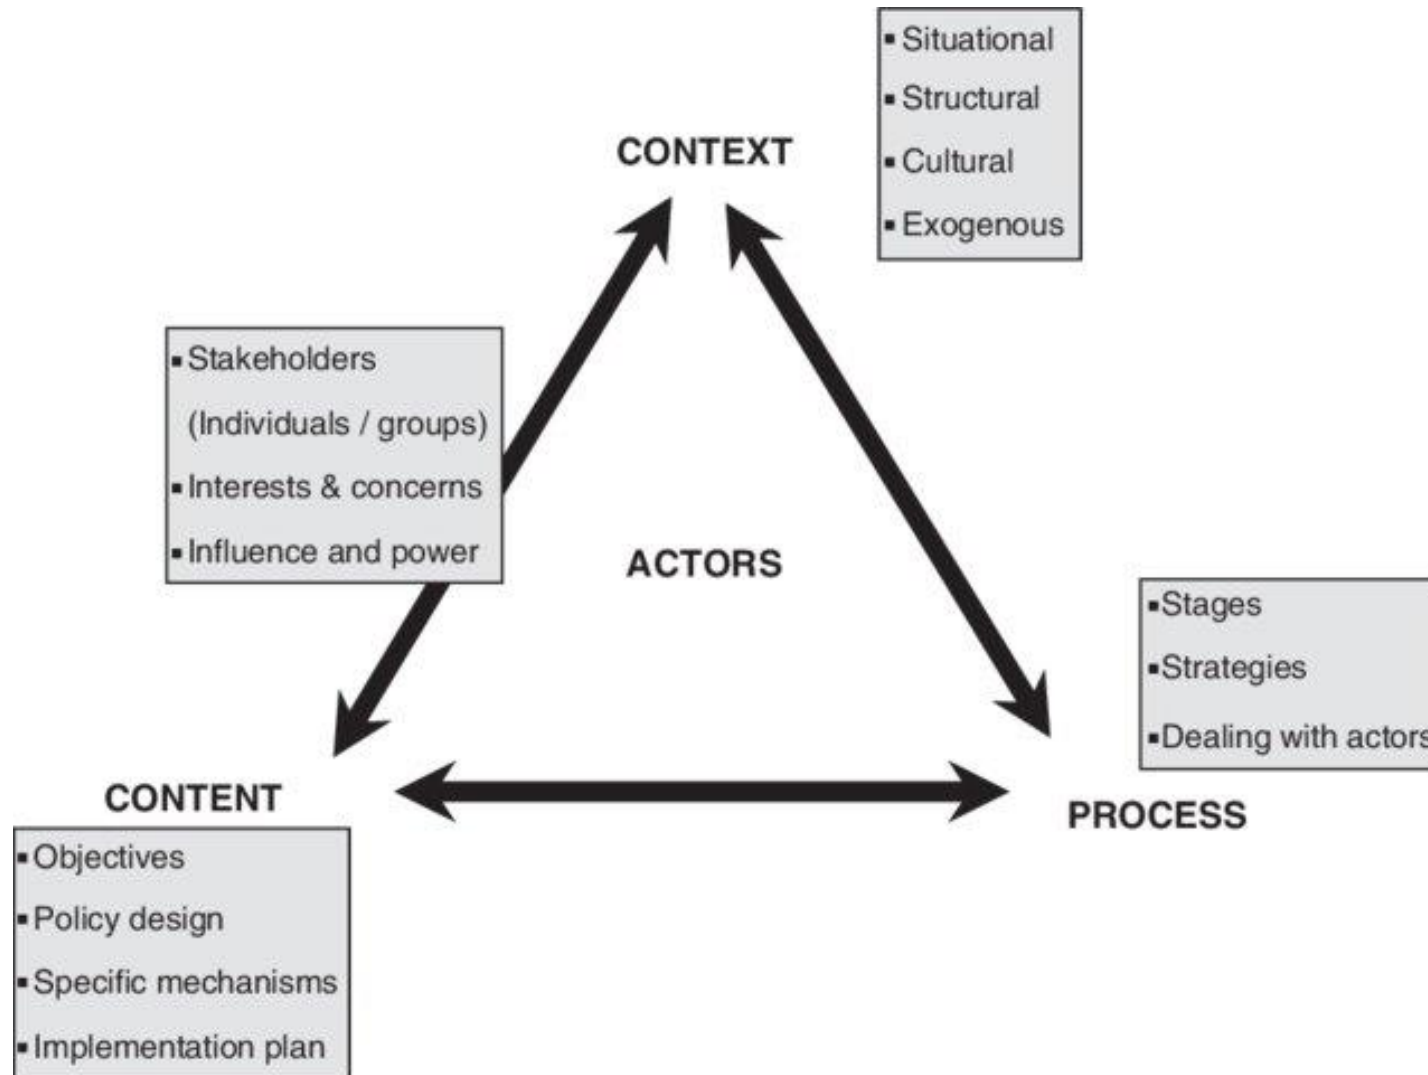 ▪ Situational
▪ Structural
▪ Cultural
▪ Exogenous
CONTEXT
▪ Stakeholders
(Individuals / groups)
▪ Interests & concerns
▪ Influence and power
ACTORS
▪ Stages
▪ Strategies
▪ Dealing with actors
CONTENT
PROCESS
▪ Objectives
▪ Policy design
▪ Specific mechanisms
▪ Implementation plan